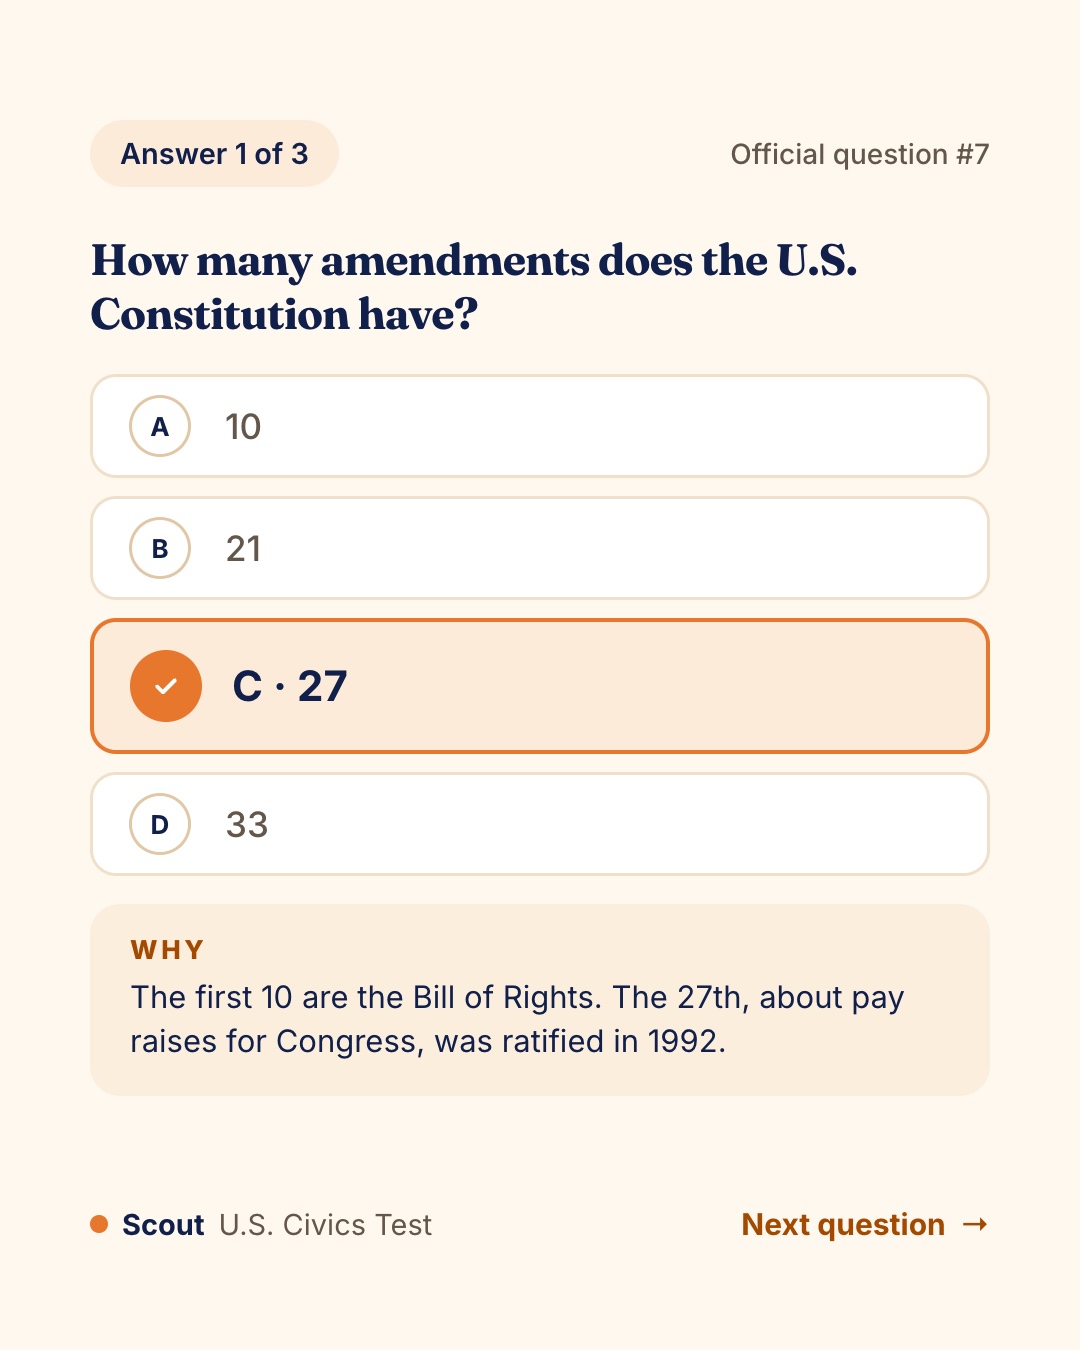 Answer 1 of 3
Official question #7
How many amendments does the U.S.
Constitution have?
A 10
B 21
C · 27
D 33
WHY
The first 10 are the Bill of Rights. The 27th, about pay
raises for Congress, was ratified in 1992.
Scout U.S. Civics Test
Next question →